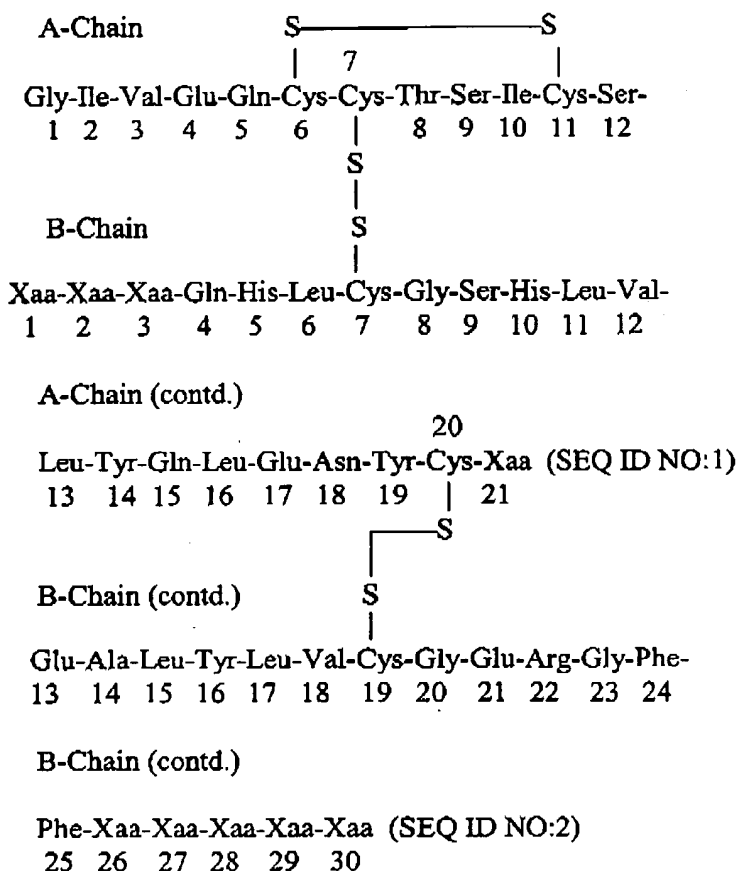 A-Chain S S
7
Gly-Ile-Val-Glu-Gln-Cys-Cys-Thr-Ser-Ile-Cys-Ser-
1 2 3 4 5 6 8 9 10 11 12
S
S
B-Chain
Xaa-Xaa-Xaa-Gln-His-Leu-Cys-Gly-Ser-His-Leu-Val-
1 2 3 4 5 6 7 8 9 10 11 12
A-Chain (contd.)
20
Leu-Tyr-Gln-Leu-Glu-Asn-Tyr-Cys-Xaa (SEQ ID NO:1)
13 14 15 16 17 18 19 21
S
B-Chain (contd.) S
Glu-Ala-Leu-Tyr-Leu-Val-Cys-Gly-Glu-Arg-Gly-Phe-
13 14 15 16 17 18 19 20 21 22 23 24
B-Chain (contd.)
Phe-Xaa-Xaa-Xaa-Xaa-Xaa (SEQ ID NO:2)
25 26 27 28 29 30